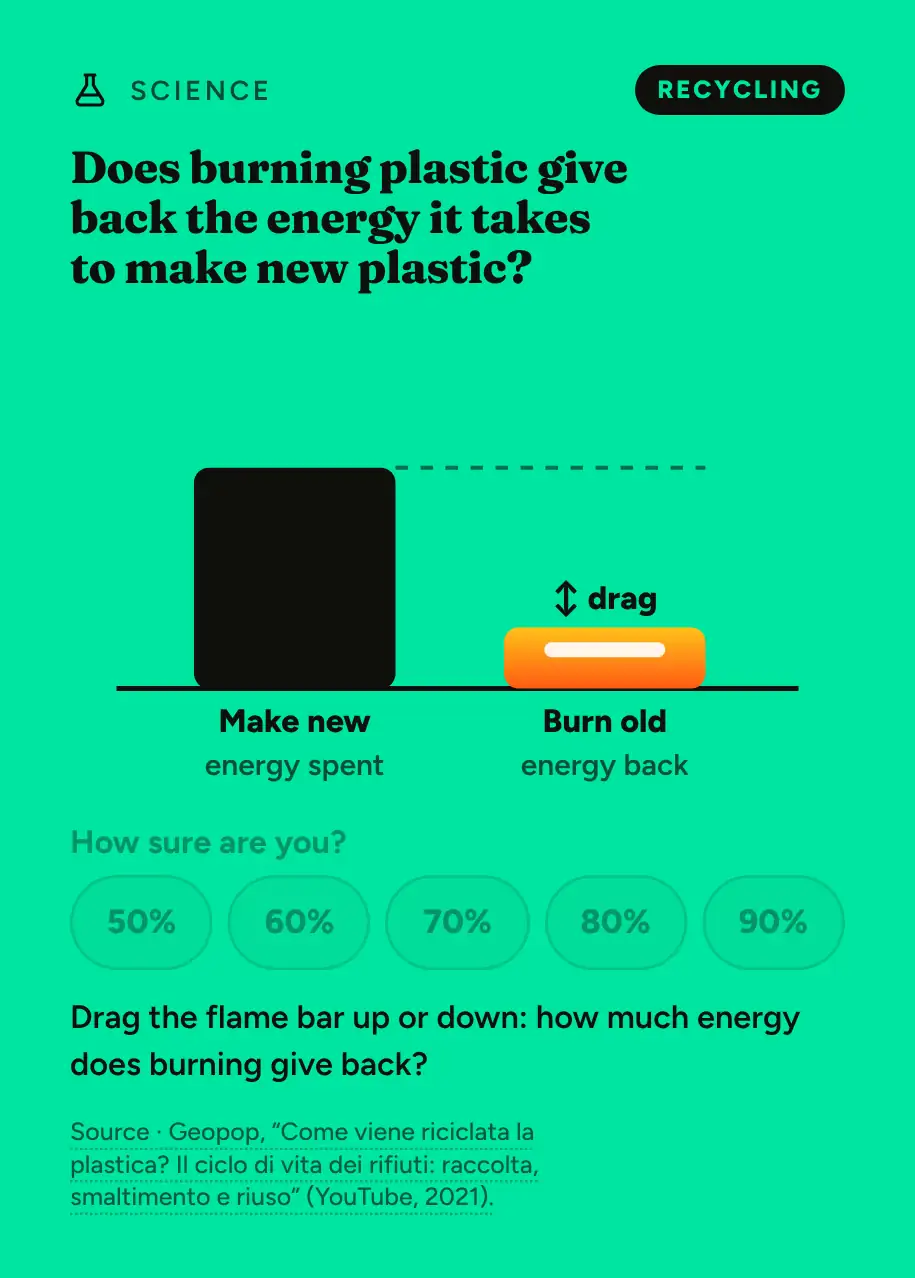 SCIENCE
RECYCLING
Does burning plastic give
back the energy it takes
to make new plastic?
drag
Make new
energy spent
Burn old
energy back
How sure are you?
50%
60%
70%
80%
90%
Drag the flame bar up or down: how much energy
does burning give back?
Source · Geopop, “Come viene riciclata la
plastica? Il ciclo di vita dei rifiuti: raccolta,
smaltimento e riuso” (YouTube, 2021).